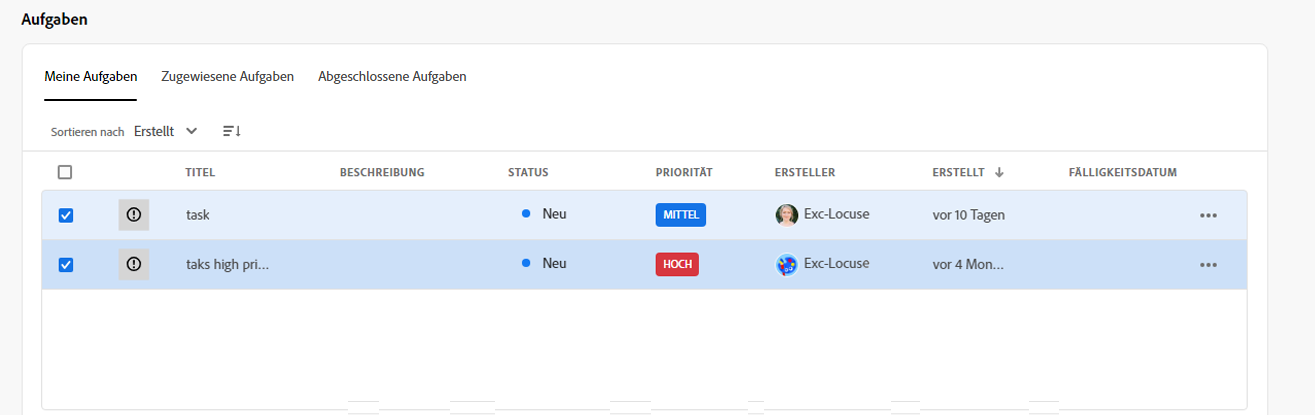 Aufgaben
Meine Aufgaben Zugewiesene Aufgaben Abgeschlossene Aufgaben
Sortieren nach Erstellt
TITEL BESCHREIBUNG STATUS PRIORITÄT ERSTELLER ERSTELLT FÄLLIGKEITSDATUM
task Neu MITTEL Exc-Locuse vor 10 Tagen
taks high pri... Neu HOCH Exc-Locuse vor 4 Mon...